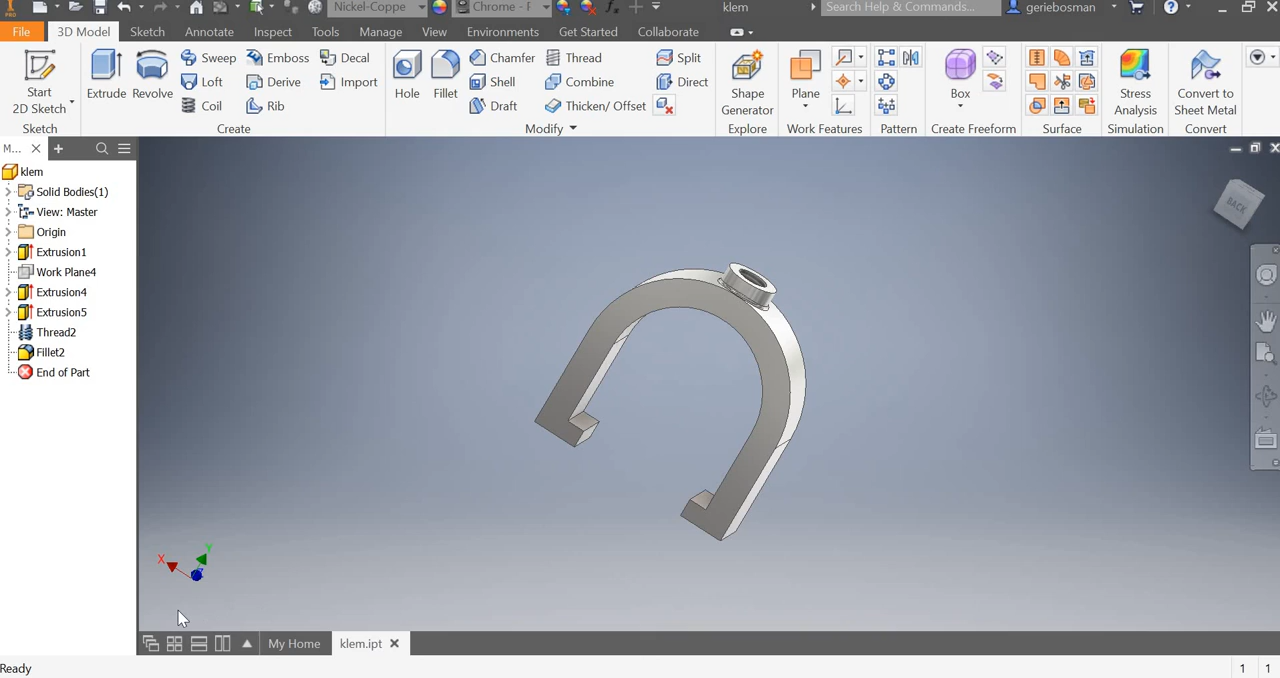 PRO
Nickel-Coppe
Chrome - F
klem
Search Help & Commands...
geriebosman
File
3D Model
Sketch
Annotate
Inspect
Tools
Manage
View
Environments
Get Started
Collaborate
Start
2D Sketch
Sketch
Extrude
Revolve
Sweep
Loft
Coil
Embo
Derive
Rib
Decal
Import
Create
Hole
Fillet
Chamfer
Shell
Draft
Thread
Combine
Thicken/ Offset
Split
Direct
Modify
Shape
Generator
Explore
Plane
Work Features
Pattern
Box
Create Freeform
Surface
Stress
Analysis
Simulation
Convert to
Sheet Metal
Convert
M...
klem
Solid Bodies(1)
View: Master
Origin
Extrusion1
Work Plane4
Extrusion4
Extrusion5
Thread2
Fillet2
End of Part
BACK
X
Y
Z
My Home
klem.ipt
Ready
1
1